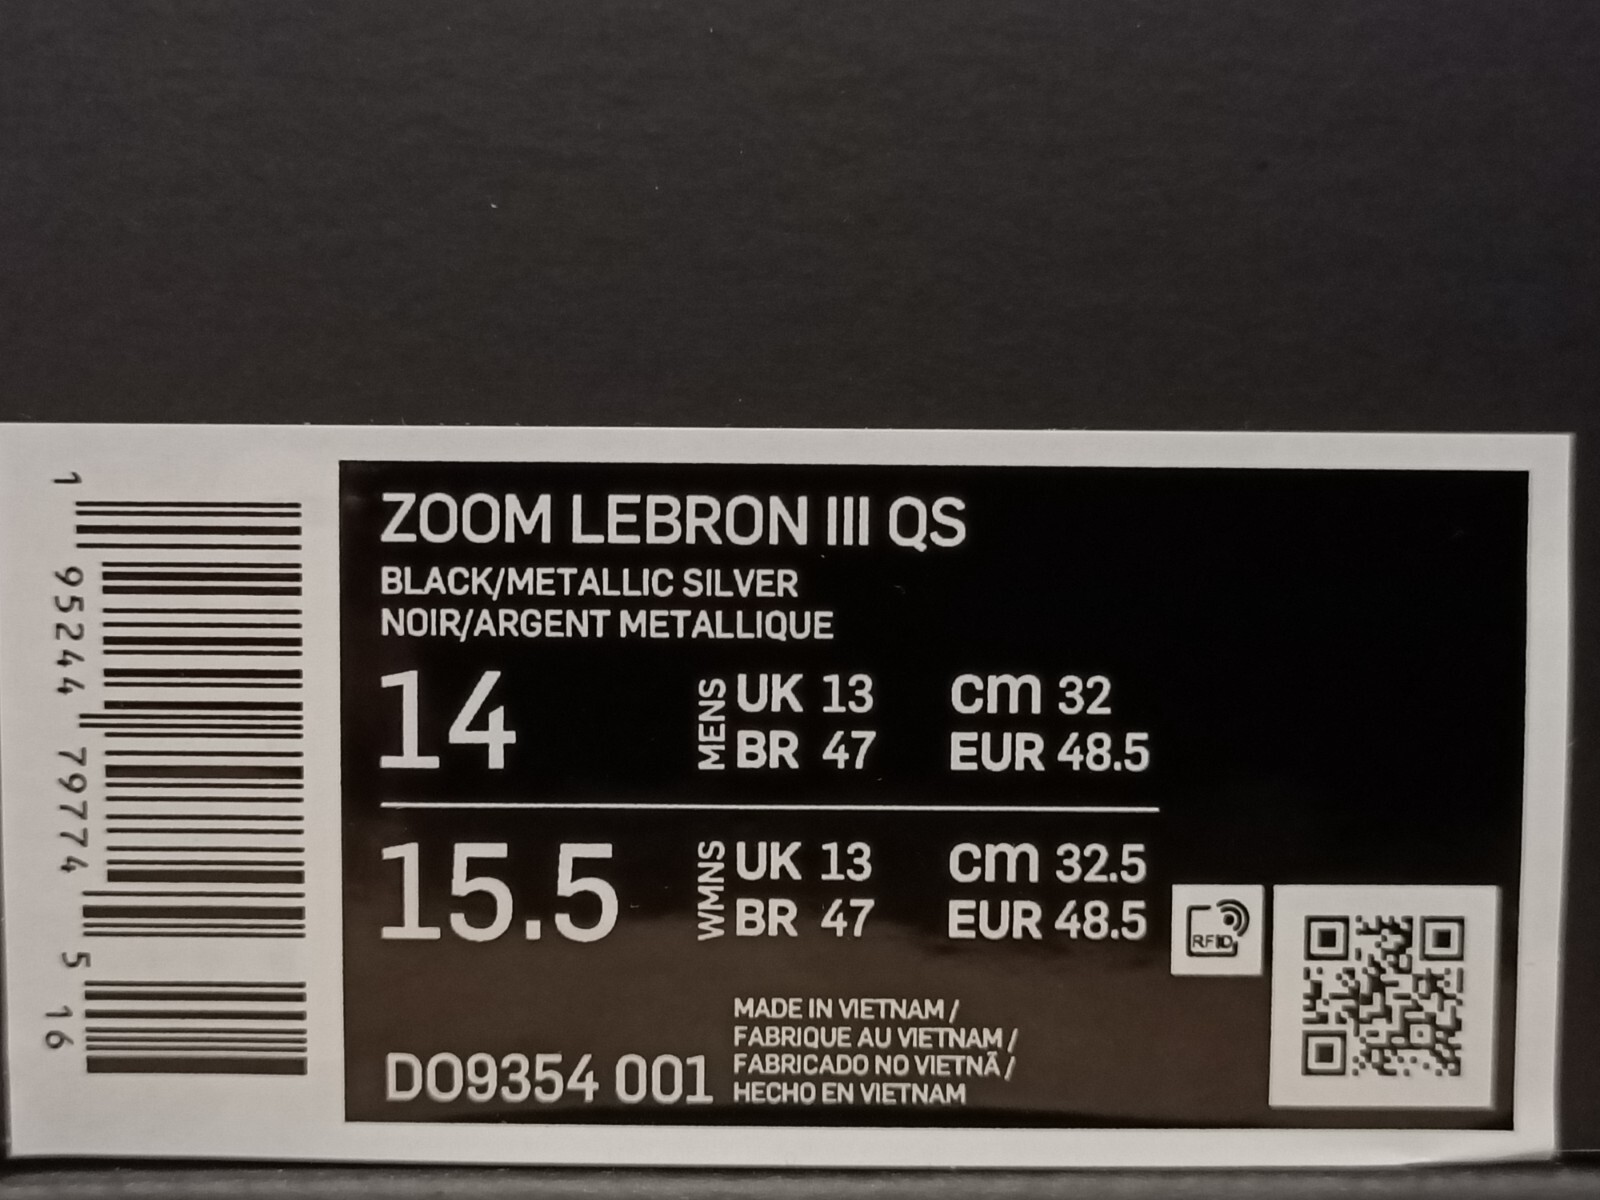 1 95244 79774 5 16
ZOOM LEBRON III QS
BLACK/METALLIC SILVER
NOIR/ARGENT METALLIQUE
14 MENS UK 13 cm 32
BR 47 EUR 48.5
15.5 WMNS UK 13 cm 32.5
BR 47 EUR 48.5
RFID
MADE IN VIETNAM /
FABRIQUE AU VIETNAM /
FABRICADO NO VIETNÃ /
HECHO EN VIETNAM
DO9354 001